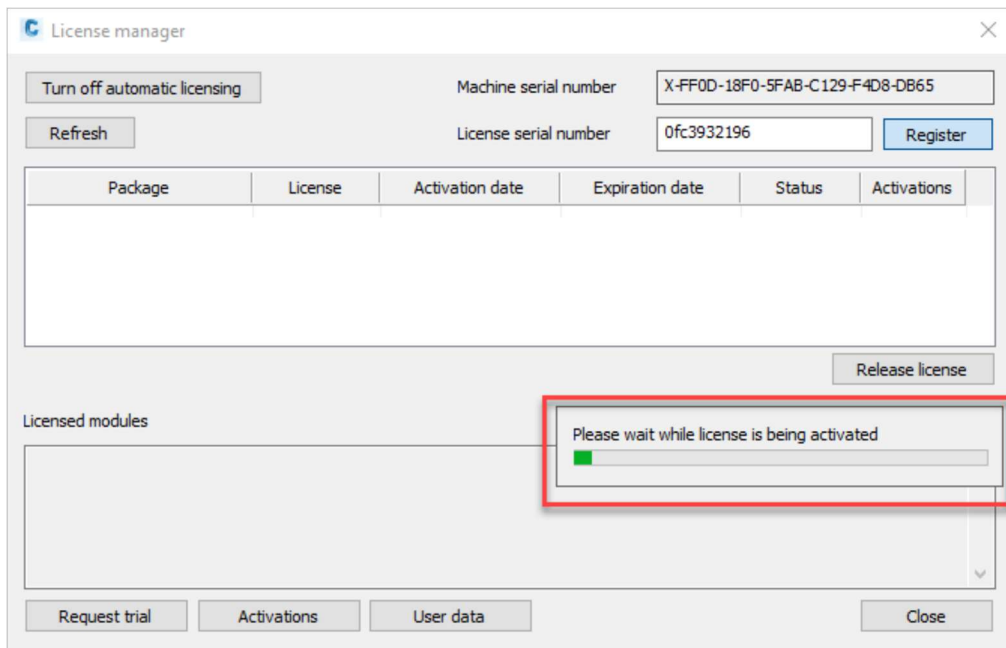 License manager
Turn off automatic licensing
Machine serial number
X-FF0D-18F0-5FAB-C129-F4D8-DB65
Refresh
License serial number
0fc3932196
Register
Package License Activation date Expiration date Status Activations
Release license
Licensed modules
Please wait while license is being activated
Request trial
Activations
User data
Close